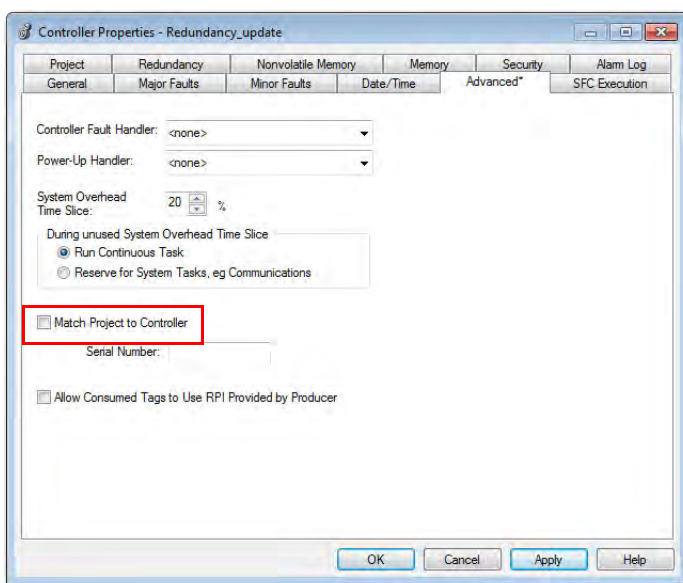 Controller Properties - Redundancy_update
Project Redundancy Nonvolatile Memory Memory Security Alarm Log
General Major Faults Minor Faults Date/Time Advanced* SFC Execution
Controller Fault Handler: <none>
Power-Up Handler: <none>
System Overhead
Time Slice: 20 %
During unused System Overhead Time Slice
Run Continuous Task
Reserve for System Tasks, eg Communications
Match Project to Controller
Serial Number:
Allow Consumed Tags to Use RPI Provided by Producer
OK Cancel Apply Help